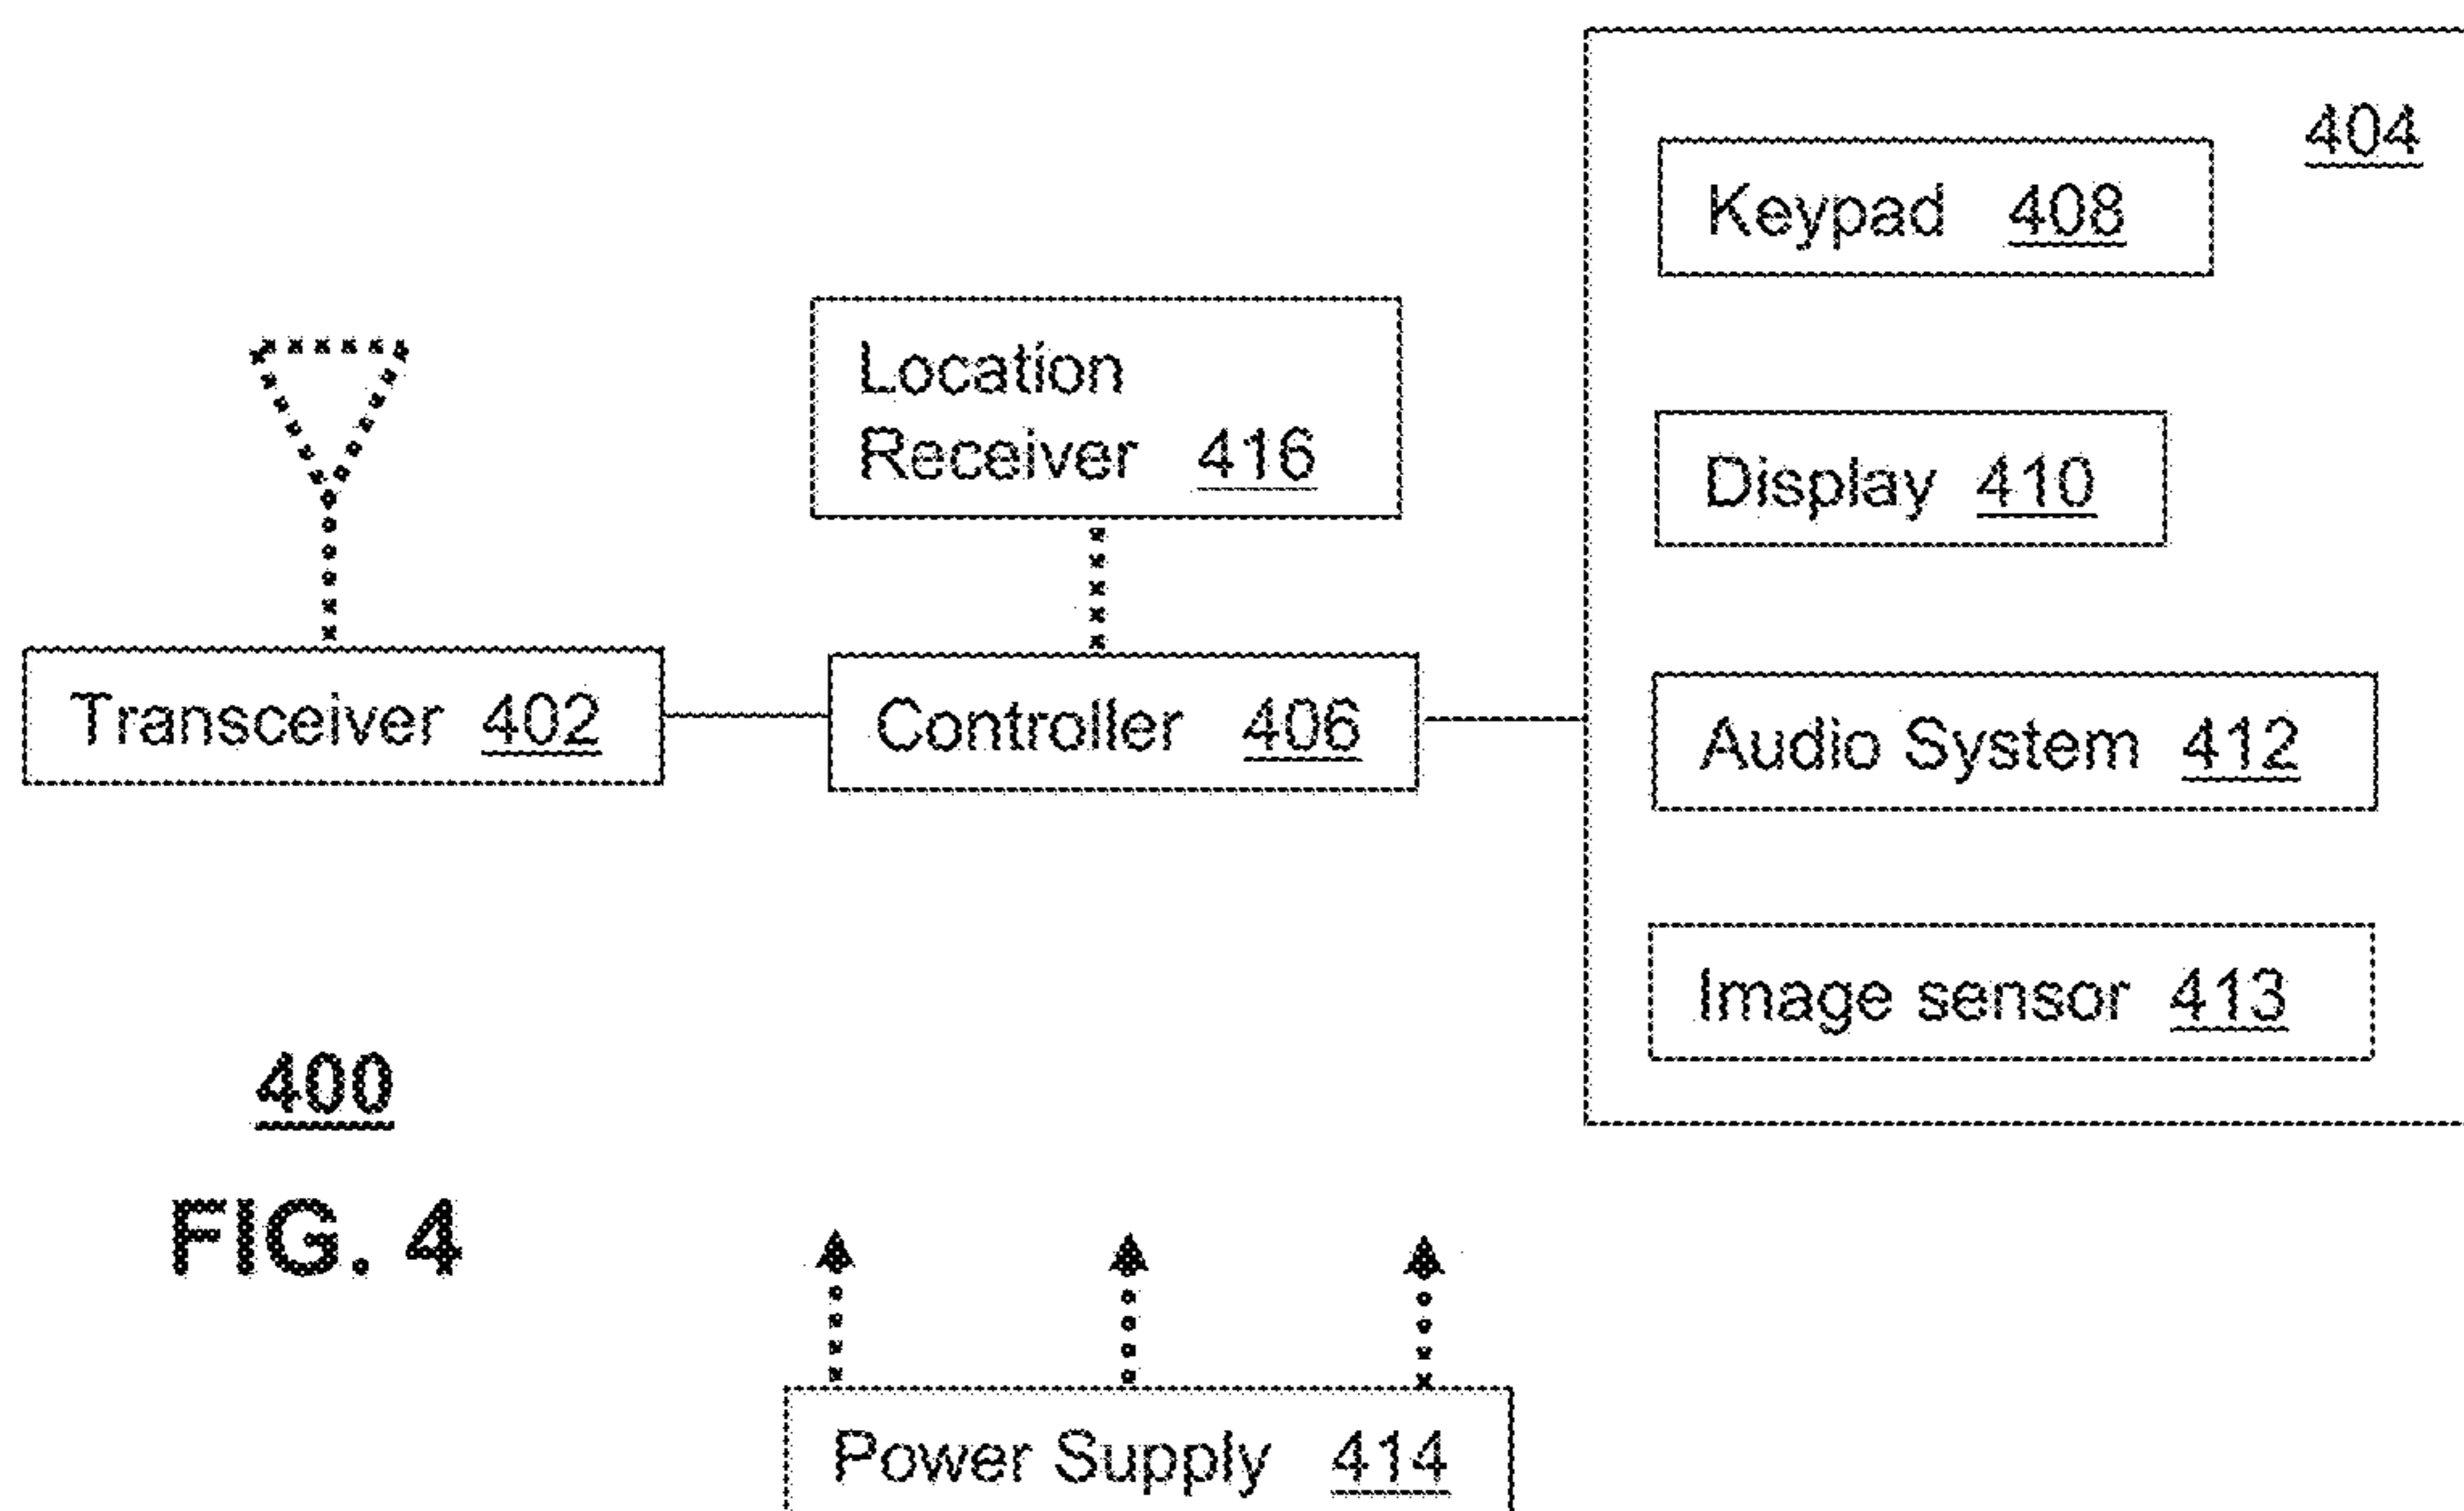 404
Keypad 408
Location
Receiver 416
Display 410
Transceiver 402
Controller 406
Audio System 412
Image sensor 413
400
FIG. 4
Power Supply 414